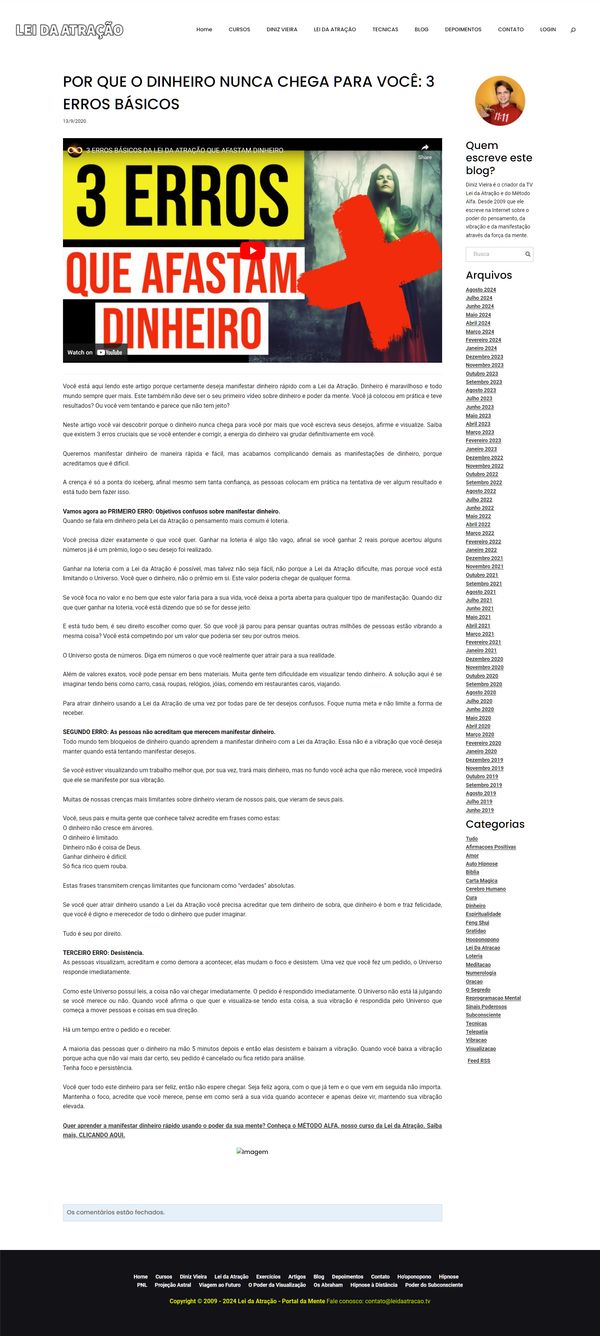 LEI DA ATRAÇÃO
Home CURSOS DINIZ VIEIRA LEI DA ATRAÇÃO TECNICAS BLOG DEPOIMENTOS CONTATO LOGIN
POR QUE O DINHEIRO NUNCA CHEGA PARA VOCÊ: 3
ERROS BÁSICOS
13/9/2020
3 ERROS BÁSICOS DA LEI DA ATRAÇÃO QUE AFASTAM DINHEIRO
Share
3 ERROS
QUE AFASTAM
DINHEIRO
Watch on YouTube
Você está aqui lendo este artigo porque certamente deseja manifestar dinheiro rápido com a Lei da Atração. Dinheiro é maravilhoso e todo
mundo sempre quer mais. Este também não deve ser o seu primeiro vídeo sobre dinheiro e poder da mente. Você já colocou em prática e teve
resultados? Ou você vem tentando e parece que não tem jeito?
Neste artigo você vai descobrir porque o dinheiro nunca chega para você por mais que você escreva seus desejos, afirme e visualize. Saiba
que existem 3 erros cruciais que se você entender e corrigir, a energia do dinheiro vai grudar definitivamente em você.
Queremos manifestar dinheiro de maneira rápida e fácil, mas acabamos complicando demais as manifestações de dinheiro, porque
acreditamos que é difícil.
A crença é só a ponta do iceberg, afinal mesmo sem tanta confiança, as pessoas colocam em prática na tentativa de ver algum resultado e
está tudo bem fazer isso.
Vamos agora ao PRIMEIRO ERRO: Objetivos confusos sobre manifestar dinheiro.
Quando se fala em dinheiro pela Lei da Atração o pensamento mais comum é loteria.
Você precisa dizer exatamente o que você quer. Ganhar na loteria é algo tão vago, afinal se você ganhar 2 reais porque acertou alguns
números já é um prêmio, logo o seu desejo foi realizado.
Ganhar na loteria com a Lei da Atração é possível, mas talvez não seja fácil, não porque a Lei da Atração dificulte, mas porque você está
limitando o Universo. Você quer o dinheiro, não o prêmio em si. Este valor poderia chegar de qualquer forma.
Se você foca no valor e no bem que este valor faria para a sua vida, você deixa a porta aberta para qualquer tipo de manifestação. Quando diz
que quer ganhar na loteria, você está dizendo que só se for desse jeito.
E está tudo bem, é seu direito escolher como quer. Só que você já parou para pensar quantas outras milhões de pessoas estão vibrando a
mesma coisa? Você está competindo por um valor que poderia ser seu por outros meios.
O Universo gosta de números. Diga em números o que você realmente quer atrair para a sua realidade.
Além de valores exatos, você pode pensar em bens materiais. Muita gente tem dificuldade em visualizar tendo dinheiro. A solução aqui é se
imaginar tendo bens como carro, casa, roupas, relógios, jóias, comendo em restaurantes caros, viajando.
Para atrair dinheiro usando a Lei da Atração de uma vez por todas pare de ter desejos confusos. Foque numa meta e não limite a forma de
receber.
SEGUNDO ERRO: As pessoas não acreditam que merecem manifestar dinheiro.
Todo mundo tem bloqueios de dinheiro quando aprendem a manifestar dinheiro com a Lei da Atração. Essa não é a vibração que você deseja
manter quando está tentando manifestar desejos.
Se você estiver visualizando um trabalho melhor que, por sua vez, trará mais dinheiro, mas no fundo você acha que não merece, você impedirá
que ele se manifeste por sua vibração.
Muitas de nossas crenças mais limitantes sobre dinheiro vieram de nossos pais, que vieram de seus pais.
Você, seus pais e muita gente que conhece talvez acredite em frases como estas:
O dinheiro não cresce em árvores.
O dinheiro é limitado.
Dinheiro não é coisa de Deus.
Ganhar dinheiro é difícil.
Só fica rico quem rouba.
Estas frases transmitem crenças limitantes que funcionam como "verdades" absolutas.
Se você quer atrair dinheiro usando a Lei da Atração você precisa acreditar que tem dinheiro de sobra, que dinheiro é bom e traz felicidade,
que você é digno e merecedor de todo o dinheiro que puder imaginar.
Tudo é seu por direito.
TERCEIRO ERRO: Desistência.
As pessoas visualizam, acreditam e como demora a acontecer, elas mudam o foco e desistem. Uma vez que você fez um pedido, o Universo
responde imediatamente.
Como este Universo possui leis, a coisa não vai chegar imediatamente. O pedido é respondido imediatamente. O Universo não está lá julgando
se você merece ou não. Quando você afirma o que quer e visualiza-se tendo esta coisa, a sua vibração é respondida pelo Universo que
começa a mover pessoas e coisas em sua direção.
Há um tempo entre o pedido e o receber.
A maioria das pessoas quer o dinheiro na mão 5 minutos depois e então elas desistem e baixam a vibração. Quando você baixa a vibração
porque acha que não vai mais dar certo, seu pedido é cancelado ou fica retido para análise.
Tenha foco e persistência.
Você quer todo este dinheiro para ser feliz, então não espere chegar. Seja feliz agora, com o que já tem e o que vem em seguida não importa.
Mantenha o foco, acredite que você merece, pense em como será a sua vida quando acontecer e apenas deixe vir, mantendo sua vibração
elevada.
Quer aprender a manifestar dinheiro rápido usando o poder da sua mente? Conheça o MÉTODO ALFA, nosso curso da Lei da Atração. Saiba
mais, CLICANDO AQUI.
Imagem
Os comentários estão fechados.
11:11
Quem
escreve este
blog?
Diniz Vieira é o criador da TV
Lei da Atração e do Método
Alfa. Desde 2009 que ele
escreve na Internet sobre o
poder do pensamento, da
vibração e da manifestação
através da força da mente.
Busca
Arquivos
Agosto 2024
Julho 2024
Junho 2024
Maio 2024
Abril 2024
Março 2024
Fevereiro 2024
Janeiro 2024
Dezembro 2023
Novembro 2023
Outubro 2023
Setembro 2023
Agosto 2023
Julho 2023
Junho 2023
Maio 2023
Abril 2023
Março 2023
Fevereiro 2023
Janeiro 2023
Dezembro 2022
Novembro 2022
Outubro 2022
Setembro 2022
Agosto 2022
Julho 2022
Junho 2022
Maio 2022
Abril 2022
Março 2022
Fevereiro 2022
Janeiro 2022
Dezembro 2021
Novembro 2021
Outubro 2021
Setembro 2021
Agosto 2021
Julho 2021
Junho 2021
Maio 2021
Abril 2021
Março 2021
Fevereiro 2021
Janeiro 2021
Dezembro 2020
Novembro 2020
Outubro 2020
Setembro 2020
Agosto 2020
Julho 2020
Junho 2020
Maio 2020
Abril 2020
Março 2020
Fevereiro 2020
Janeiro 2020
Dezembro 2019
Novembro 2019
Outubro 2019
Setembro 2019
Agosto 2019
Julho 2019
Junho 2019
Categorias
Tudo
Afirmacoes Positivas
Amor
Auto Hipnose
Biblia
Carta Magica
Cerebro Humano
Cura
Dinheiro
Espiritualidade
Feng Shui
Gratidao
Hooponopono
Lei Da Atracao
Loteria
Meditacao
Numerologia
Oracao
O Segredo
Reprogramacao Mental
Sinais Poderosos
Subconsciente
Tecnicas
Telepatia
Vibracao
Visualizacao
Feed RSS
Home Cursos Diniz Vieira Lei da Atração Exercícios Artigos Blog Depoimentos Contato Ho'oponopono Hipnose
PNL Projeção Astral Viagem ao Futuro O Poder da Visualização Os Abraham Hipnose à Distância Poder do Subconsciente
Copyright © 2009 - 2024 Lei da Atração - Portal da Mente Fale conosco: contato@leidaatracao.tv